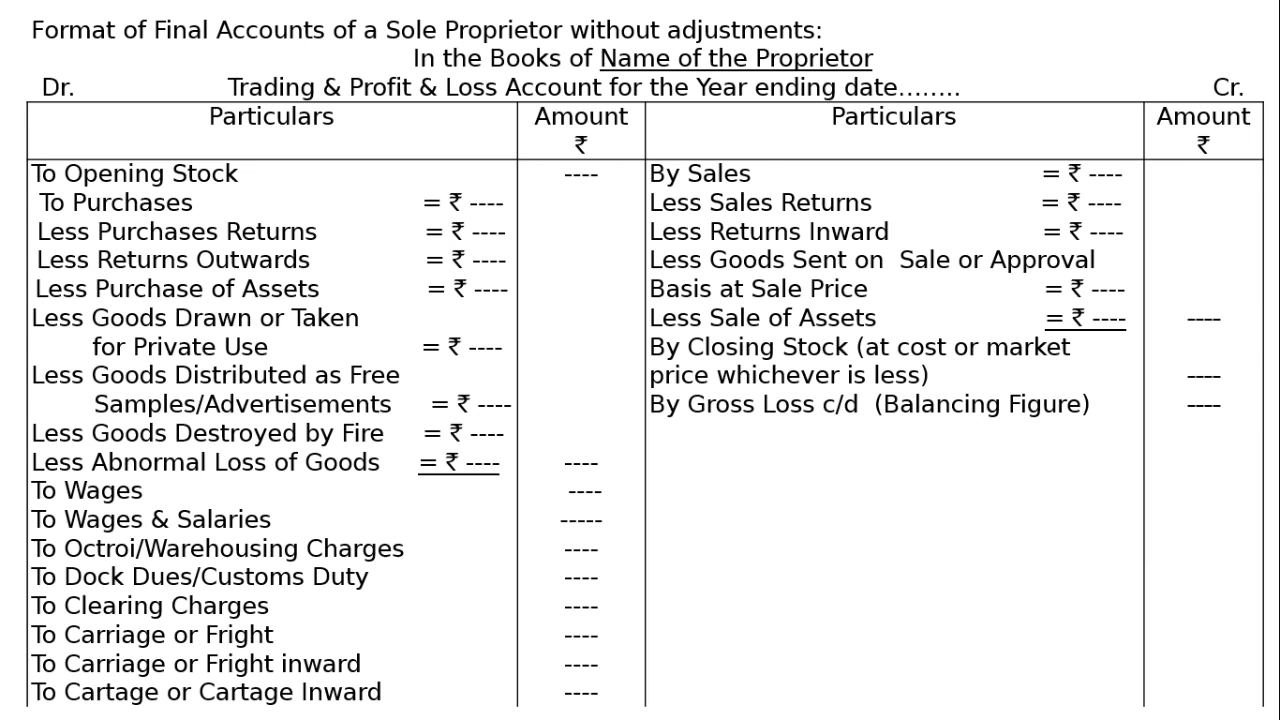 Format of Final Accounts of a Sole Proprietor without adjustments:
In the Books of Name of the Proprietor
Dr. Trading & Profit & Loss Account for the Year ending date........ Cr.
Particulars Amount Particulars Amount
₹ ₹
To Opening Stock ---- By Sales = ₹ ----
To Purchases = ₹ ---- Less Sales Returns = ₹ ----
Less Purchases Returns = ₹ ---- Less Returns Inward = ₹ ----
Less Returns Outwards = ₹ ---- Less Goods Sent on Sale or Approval
Less Purchase of Assets = ₹ ---- Basis at Sale Price = ₹ ----
Less Goods Drawn or Taken Less Sale of Assets = ₹ ---- ----
for Private Use = ₹ ---- By Closing Stock (at cost or market
Less Goods Distributed as Free price whichever is less) ----
Samples/Advertisements = ₹ ---- By Gross Loss c/d (Balancing Figure) ----
Less Goods Destroyed by Fire = ₹ ----
Less Abnormal Loss of Goods = ₹ ---- ----
To Wages ----
To Wages & Salaries -----
To Octroi/Warehousing Charges ----
To Dock Dues/Customs Duty ----
To Clearing Charges ----
To Carriage or Fright ----
To Carriage or Fright inward ----
To Cartage or Cartage Inward ----